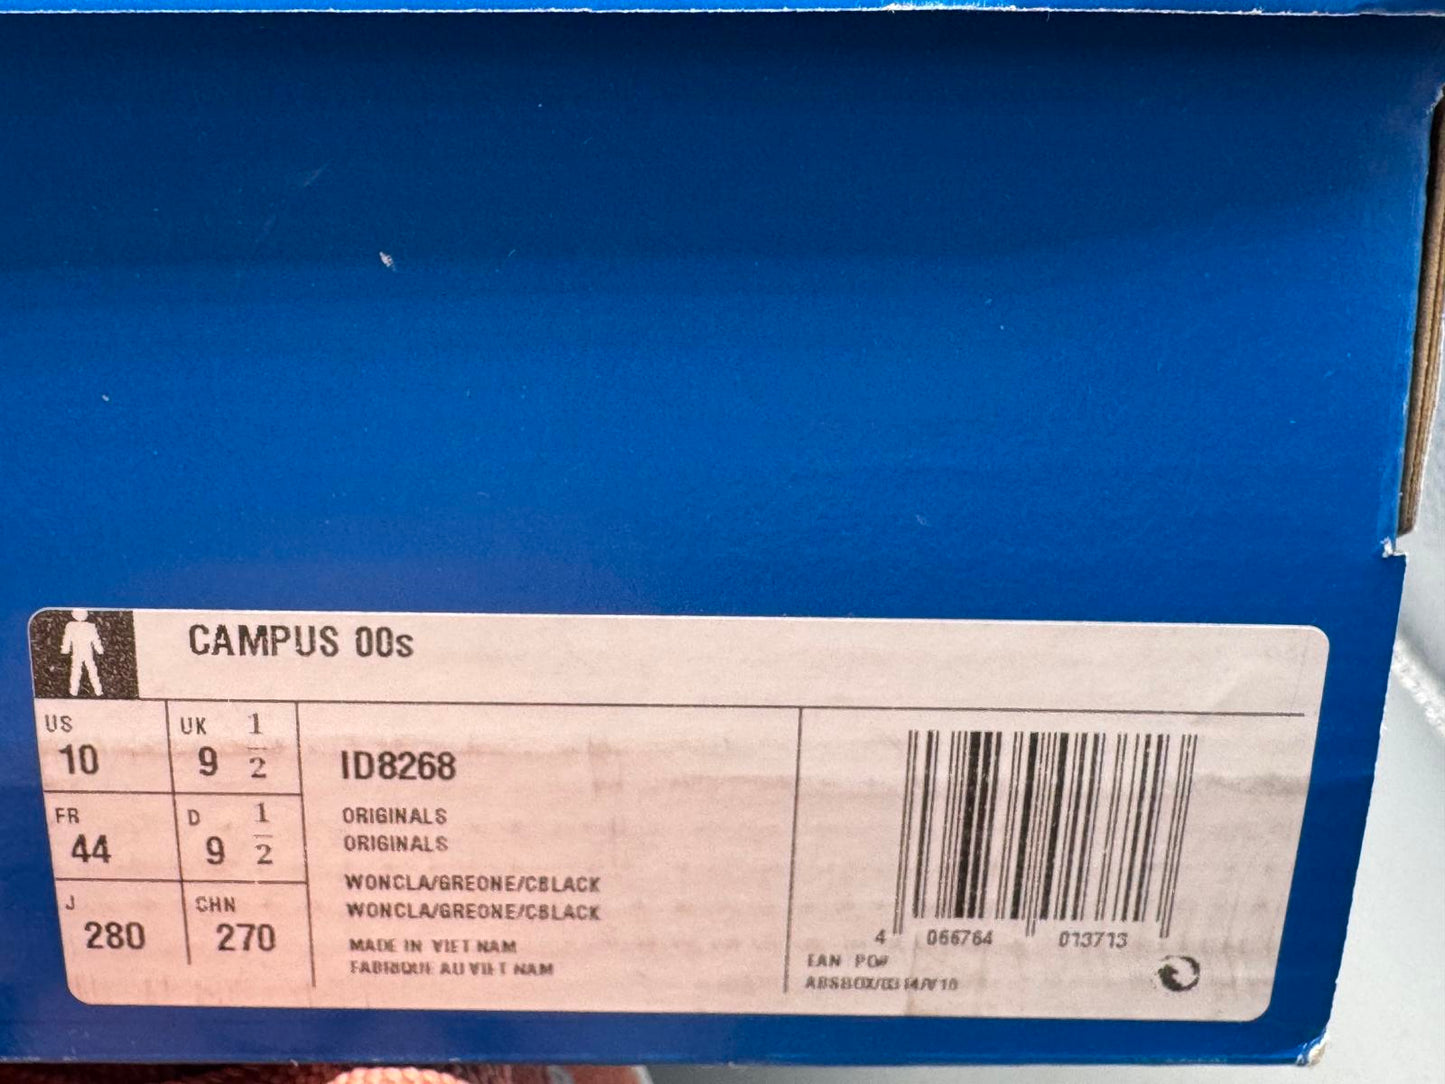 CAMPUS 00s
US 10
UK 9 1/2
FR 44
D 9 1/2
J 280
CHN 270
ID8268
ORIGINALS
ORIGINALS
WONCLA/GREONE/CBLACK
WONCLA/GREONE/CBLACK
MADE IN VIET NAM
FABRIQUE AU VIET NAM
4 066764 013713
EAN PO#